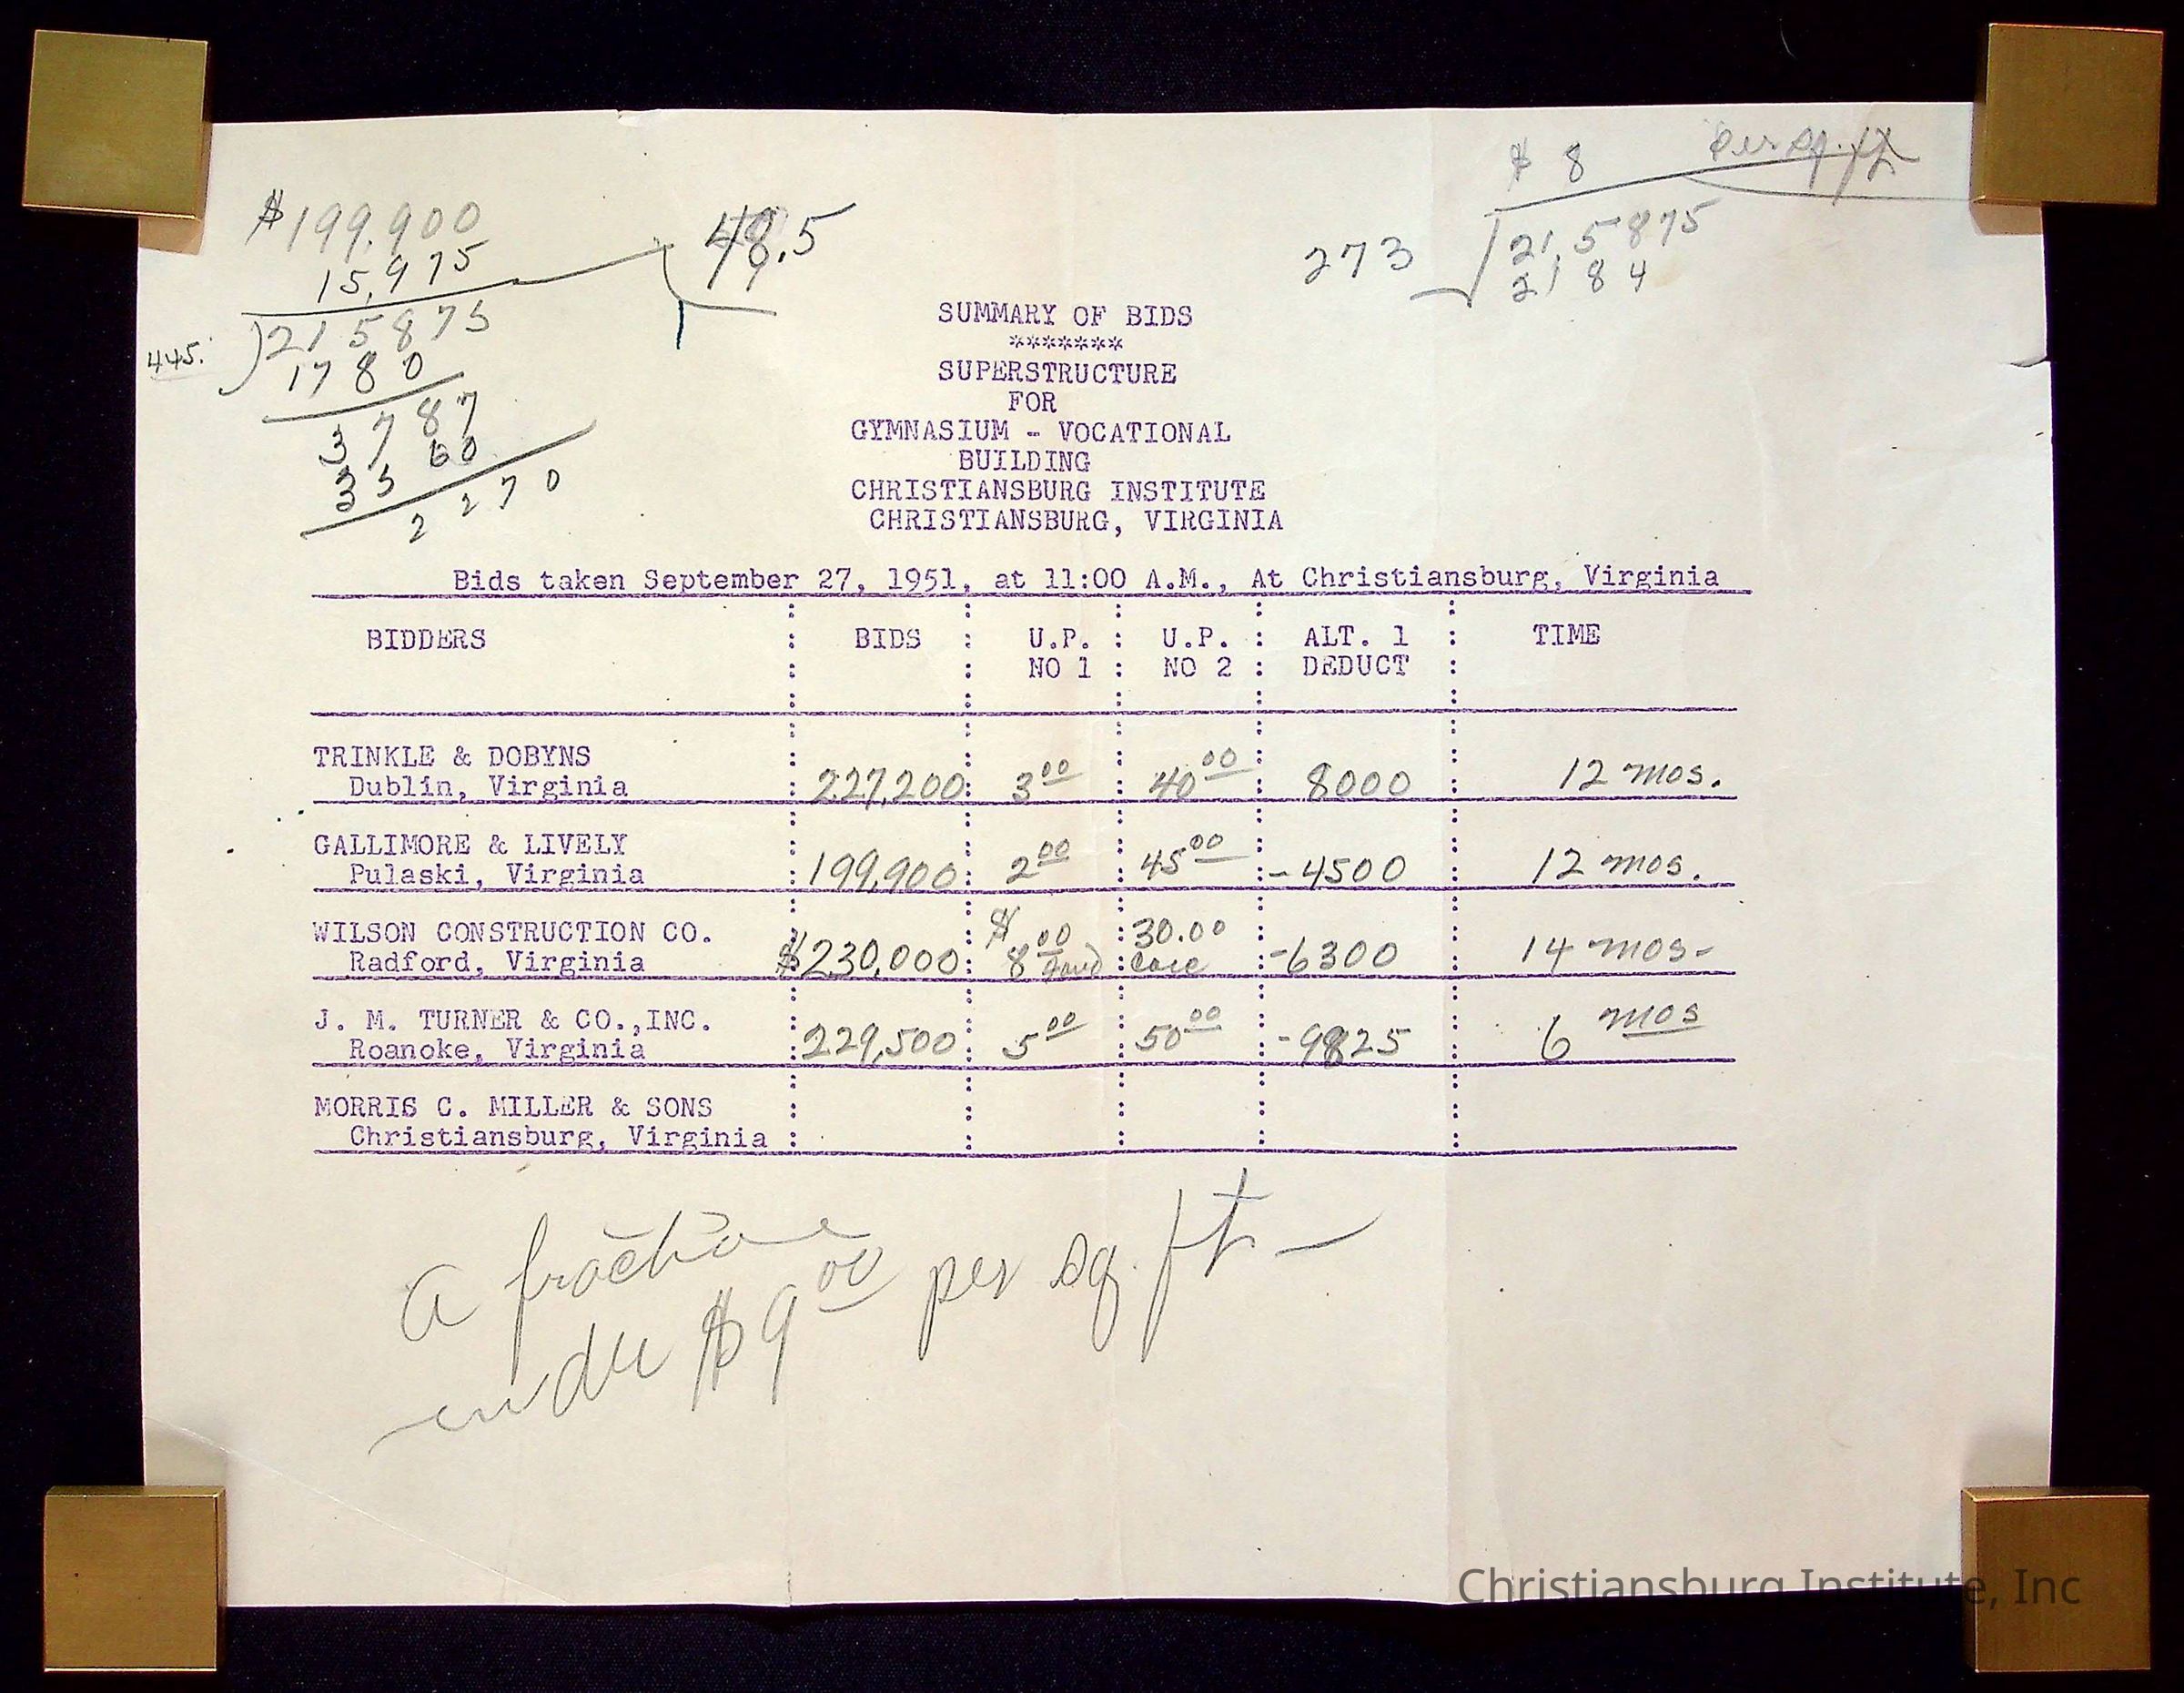 $ 8 per sq. ft
$199,900
15,975
48.5
273 21,5875
2184
445. 215875
1780
3787
3560
2270
SUMMARY OF BIDS
*******
SUPERSTRUCTURE
FOR
GYMNASIUM - VOCATIONAL
BUILDING
CHRISTIANSBURG INSTITUTE
CHRISTIANSBURG, VIRGINIA
Bids taken September 27, 1951, at 11:00 A.M., At Christiansburg, Virginia
BIDDERS : BIDS : U.P. : U.P. : ALT. 1 : TIME
NO 1 : NO 2 : DEDUCT :
TRINKLE & DOBYNS
Dublin, Virginia : 227,200 : 3 00 : 40 00 : 8000 : 12 mos.
GALLIMORE & LIVELY
Pulaski, Virginia : 199,900 : 2 00 : 45 00 : -4500 : 12 mos.
WILSON CONSTRUCTION CO. $ 30.00
Radford, Virginia : $230,000 : 8 00 : : -6300 : 14 mos-
J. M. TURNER & CO.,INC.
Roanoke, Virginia : 229,500 : 5 00 : 50 00 : -9825 : 6 mos
MORRIS C. MILLER & SONS
Christiansburg, Virginia :
A fraction
under $9 00 per sq. ft-
Christiansburg Institute, Inc